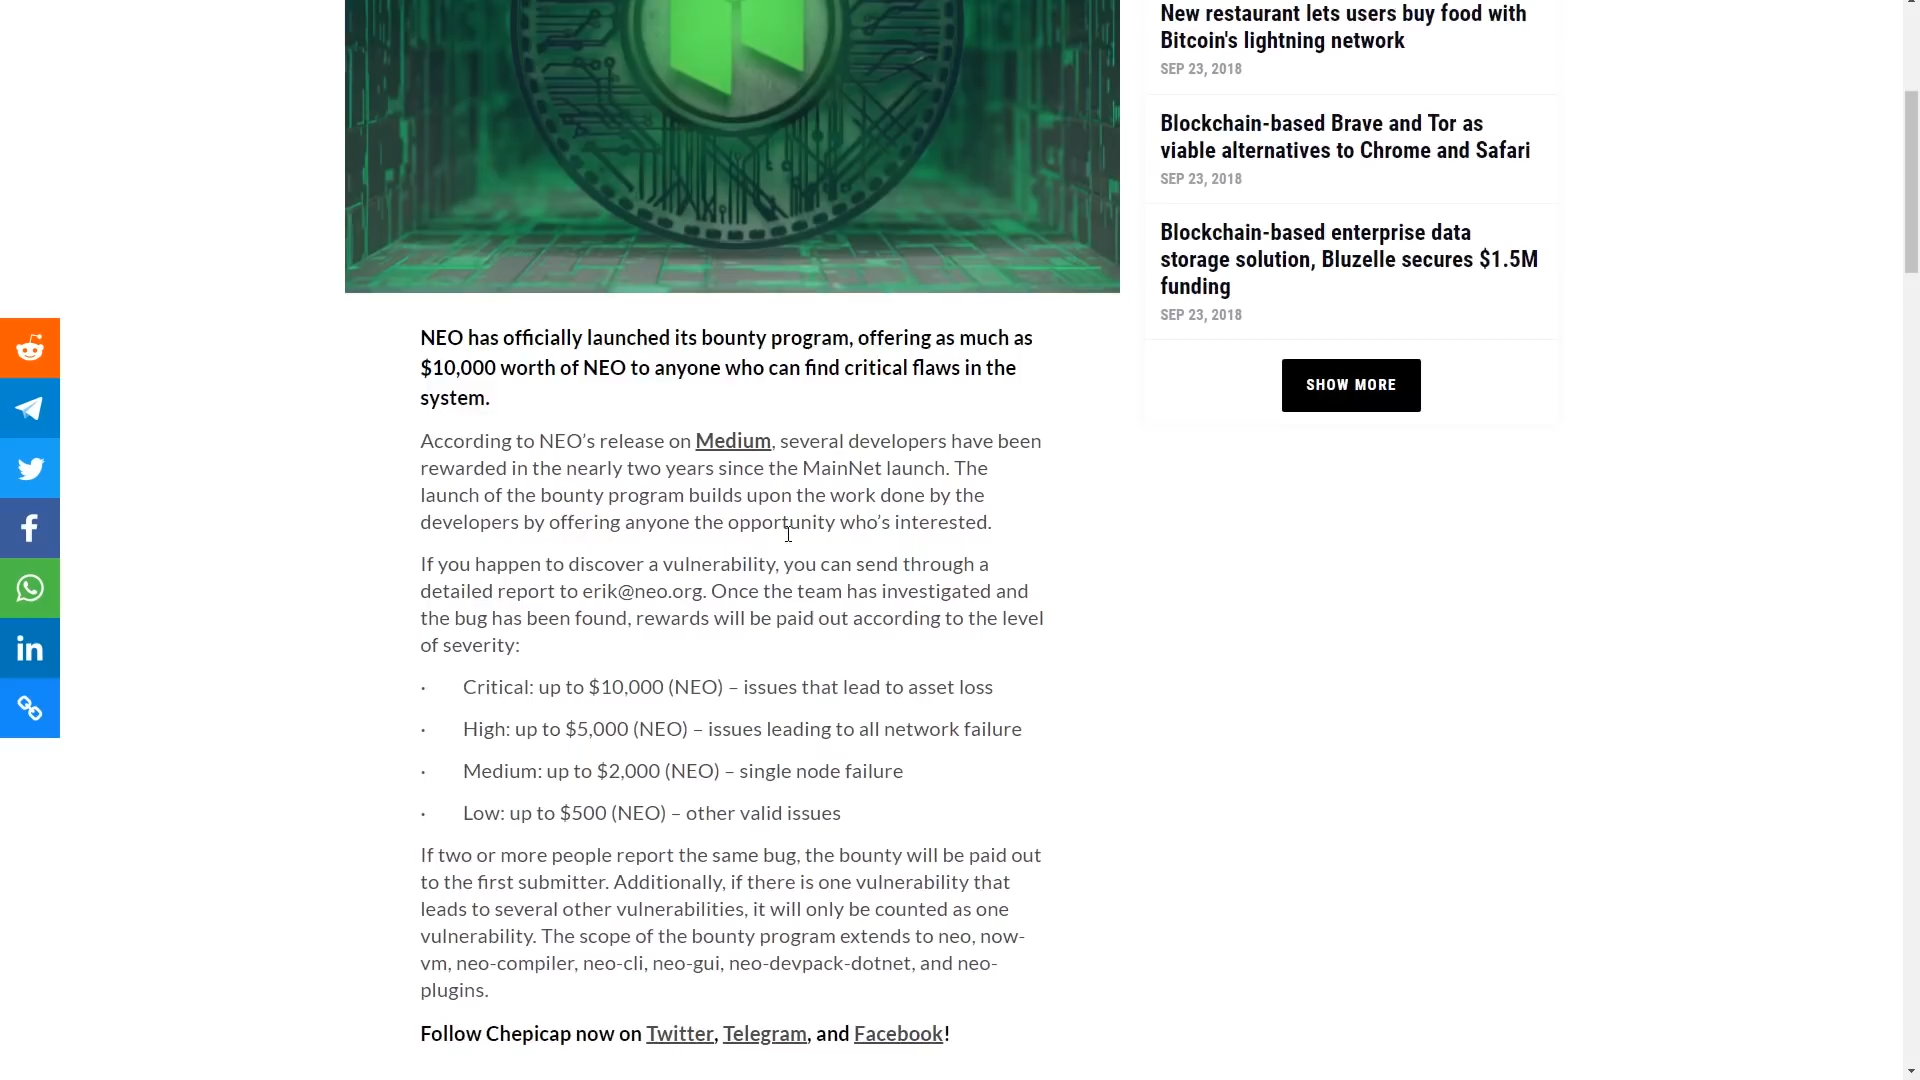 New restaurant lets users buy food with
Bitcoin's lightning network
SEP 23, 2018
Blockchain-based Brave and Tor as
viable alternatives to Chrome and Safari
SEP 23, 2018
Blockchain-based enterprise data
storage solution, Bluzelle secures $1.5M
funding
SEP 23, 2018
SHOW MORE
NEO has officially launched its bounty program, offering as much as
$10,000 worth of NEO to anyone who can find critical flaws in the
system.
According to NEO’s release on Medium, several developers have been
rewarded in the nearly two years since the MainNet launch. The
launch of the bounty program builds upon the work done by the
developers by offering anyone the opportunity who’s interested.
If you happen to discover a vulnerability, you can send through a
detailed report to erik@neo.org. Once the team has investigated and
the bug has been found, rewards will be paid out according to the level
of severity:
· Critical: up to $10,000 (NEO) – issues that lead to asset loss
· High: up to $5,000 (NEO) – issues leading to all network failure
· Medium: up to $2,000 (NEO) – single node failure
· Low: up to $500 (NEO) – other valid issues
If two or more people report the same bug, the bounty will be paid out
to the first submitter. Additionally, if there is one vulnerability that
leads to several other vulnerabilities, it will only be counted as one
vulnerability. The scope of the bounty program extends to neo, now-
vm, neo-compiler, neo-cli, neo-gui, neo-devpack-dotnet, and neo-
plugins.
Follow Chepicap now on Twitter, Telegram, and Facebook!